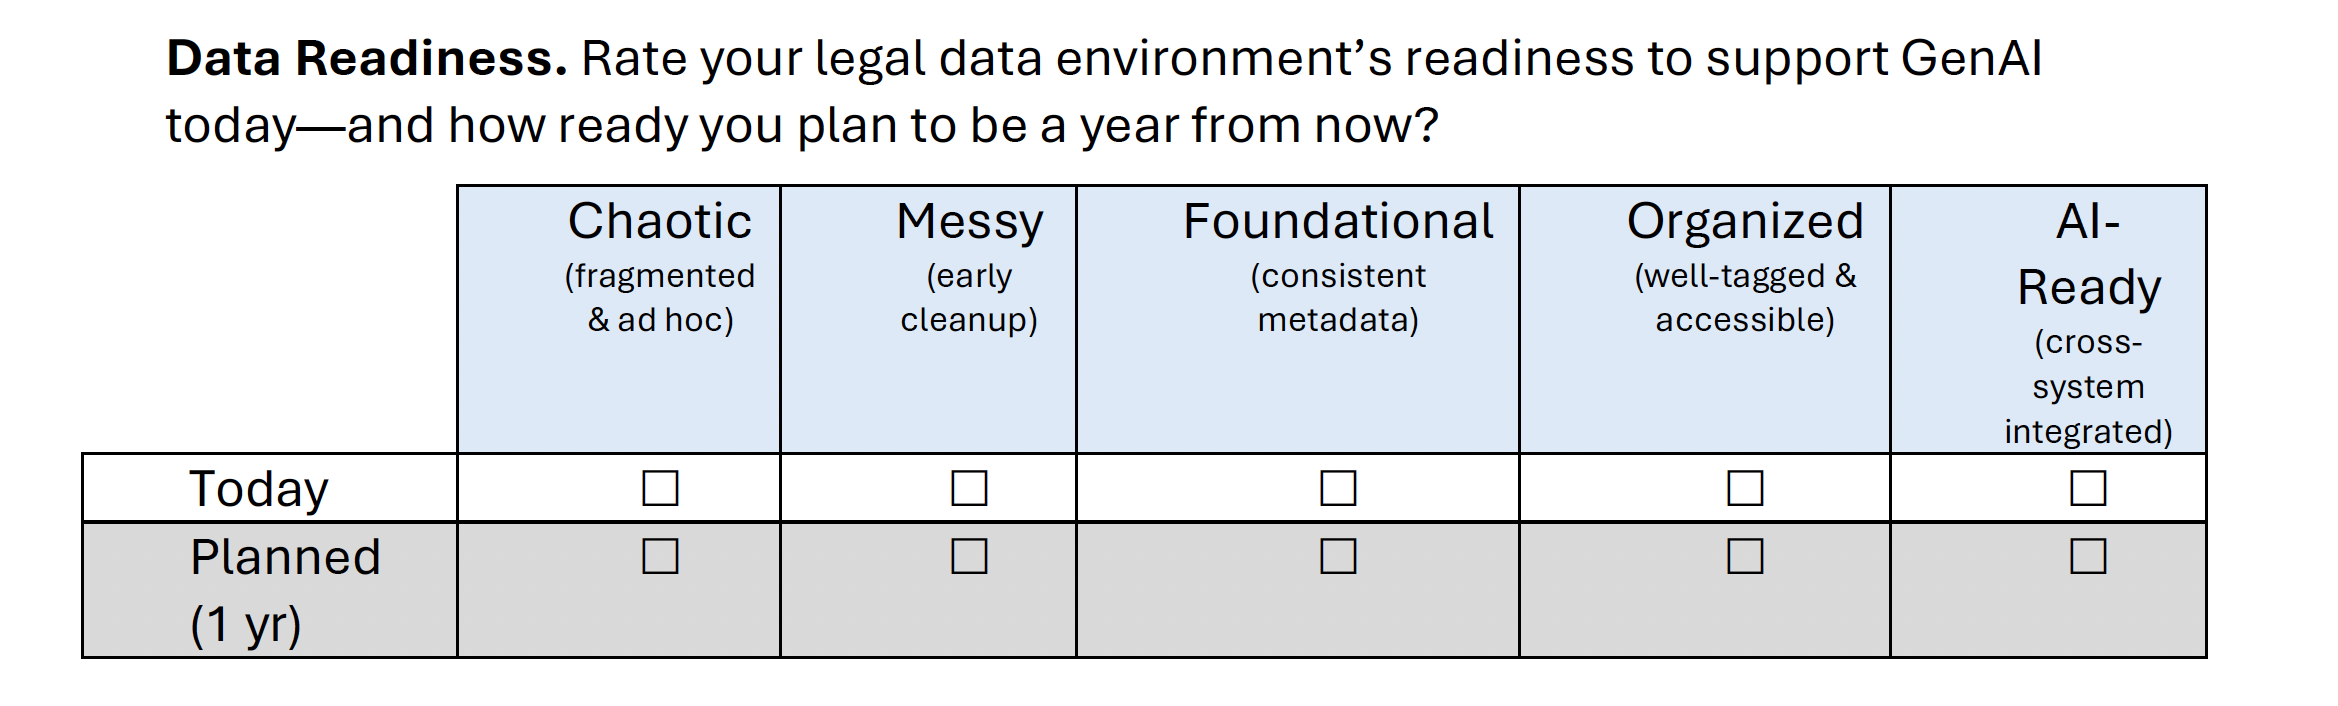 Data Readiness. Rate your legal data environment’s readiness to support GenAI
today—and how ready you plan to be a year from now?
Chaotic
(fragmented
& ad hoc)
Messy
(early
cleanup)
Foundational
(consistent
metadata)
Organized
(well-tagged &
accessible)
AI-
Ready
(cross-
system
integrated)
Today ☐ ☐ ☐ ☐ ☐
Planned ☐ ☐ ☐ ☐ ☐
(1 yr)